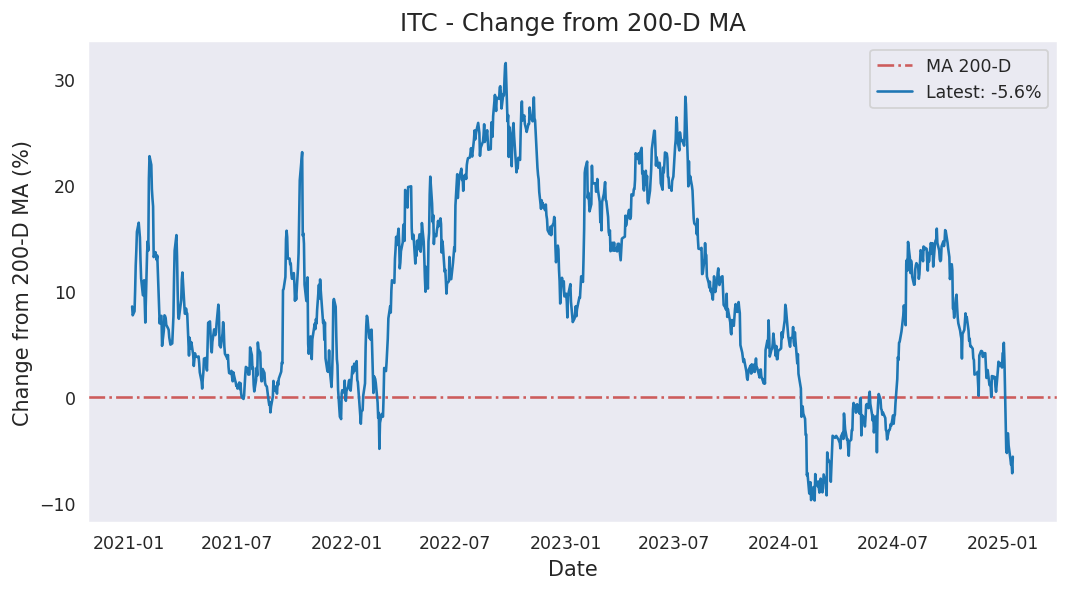 ITC - Change from 200-D MA
MA 200-D
Latest: -5.6%
Change from 200-D MA (%)
30
20
10
0
−10
2021-01 2021-07 2022-01 2022-07 2023-01 2023-07 2024-01 2024-07 2025-01
Date